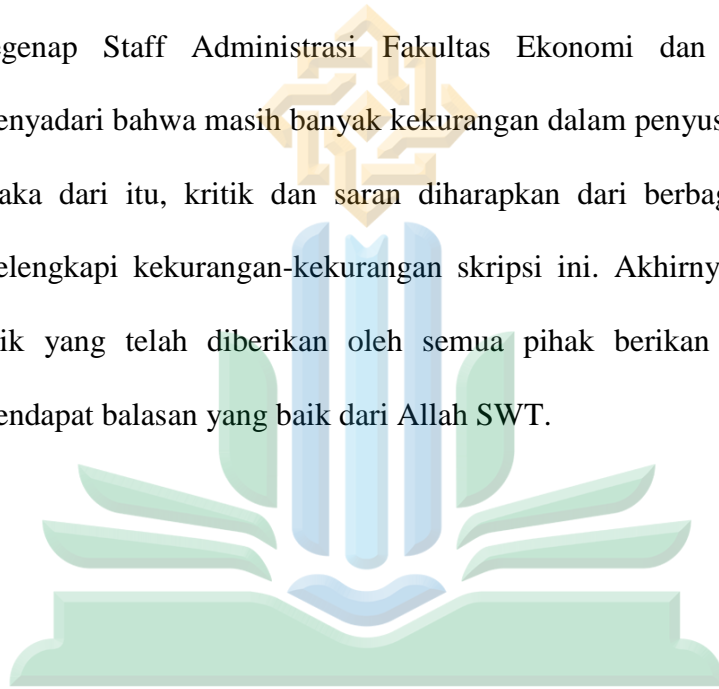 egenap Staff Administrasi Fakultas Ekonomi dan
enyadari bahwa masih banyak kekurangan dalam penyus
aka dari itu, kritik dan saran diharapkan dari berbag
elengkapi kekurangan-kekurangan skripsi ini. Akhirny
ik yang telah diberikan oleh semua pihak berikan
endapat balasan yang baik dari Allah SWT.